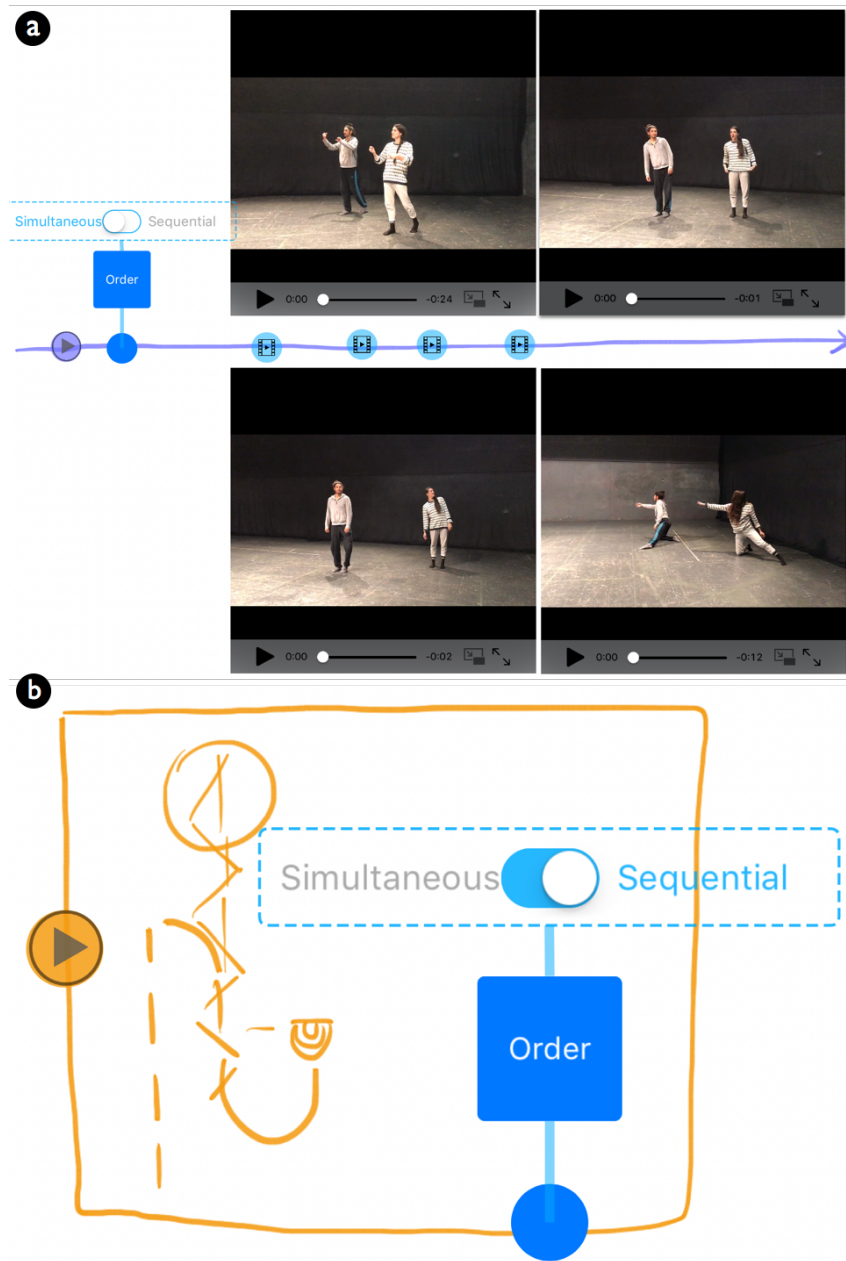 a
0:00 -0:24
0:00 -0:01
Simultaneous Sequential
Order
0:00 -0:02
0:00 -0:12
b
Simultaneous Sequential
Order